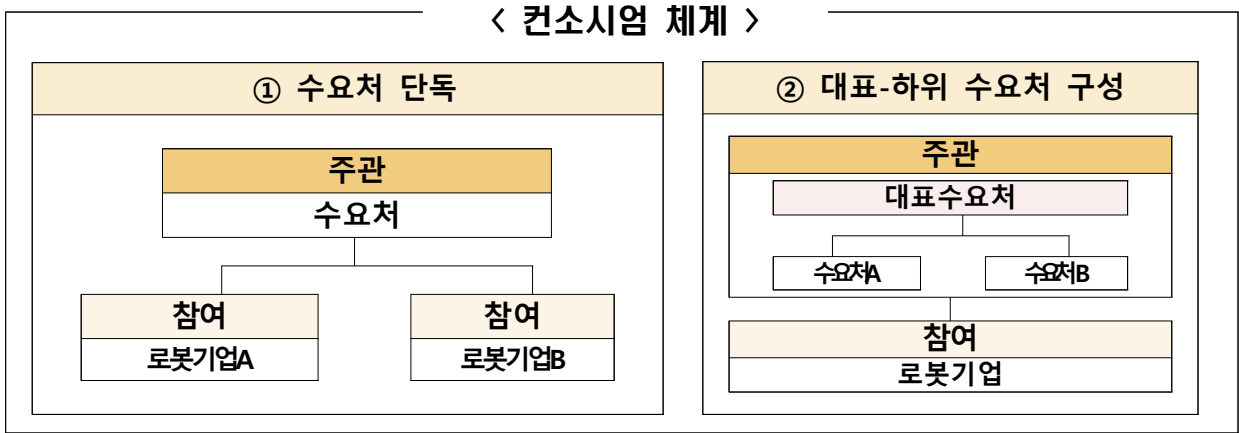 < 컨소시엄 체계 >
① 수요처 단독
주관
수요처
참여
로봇기업A
참여
로봇기업B
② 대표-하위 수요처 구성
주관
대표수요처
수요처A
수요처B
참여
로봇기업